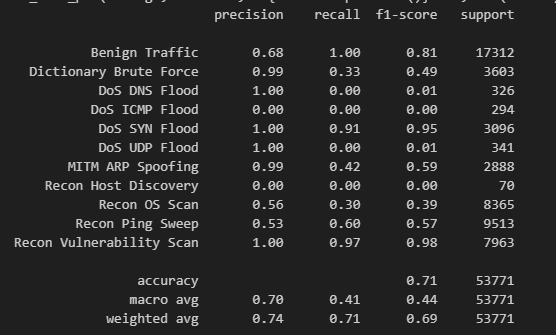 precision recall f1-score support
Benign Traffic 0.68 1.00 0.81 17312
Dictionary Brute Force 0.99 0.33 0.49 3603
DoS DNS Flood 1.00 0.00 0.01 326
DoS ICMP Flood 0.00 0.00 0.00 294
DoS SYN Flood 1.00 0.91 0.95 3096
DoS UDP Flood 1.00 0.00 0.01 341
MITM ARP Spoofing 0.99 0.42 0.59 2888
Recon Host Discovery 0.00 0.00 0.00 70
Recon OS Scan 0.56 0.30 0.39 8365
Recon Ping Sweep 0.53 0.60 0.57 9513
Recon Vulnerability Scan 1.00 0.97 0.98 7963
accuracy 0.71 53771
macro avg 0.70 0.41 0.44 53771
weighted avg 0.74 0.71 0.69 53771